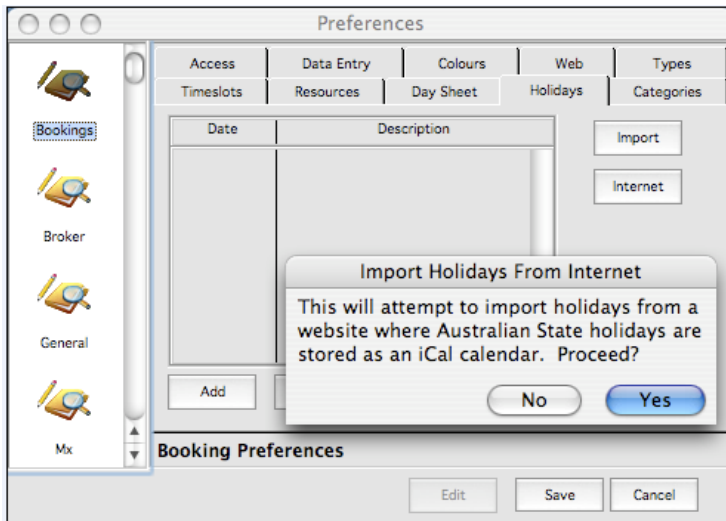 Preferences
Bookings
Broker
General
Mx
Access Data Entry Colours Web Types
Timeslots Resources Day Sheet Holidays Categories
Date Description
Import
Internet
Import Holidays From Internet
This will attempt to import holidays from a
website where Australian State holidays are
stored as an iCal calendar. Proceed?
No Yes
Add
Booking Preferences
Edit Save Cancel